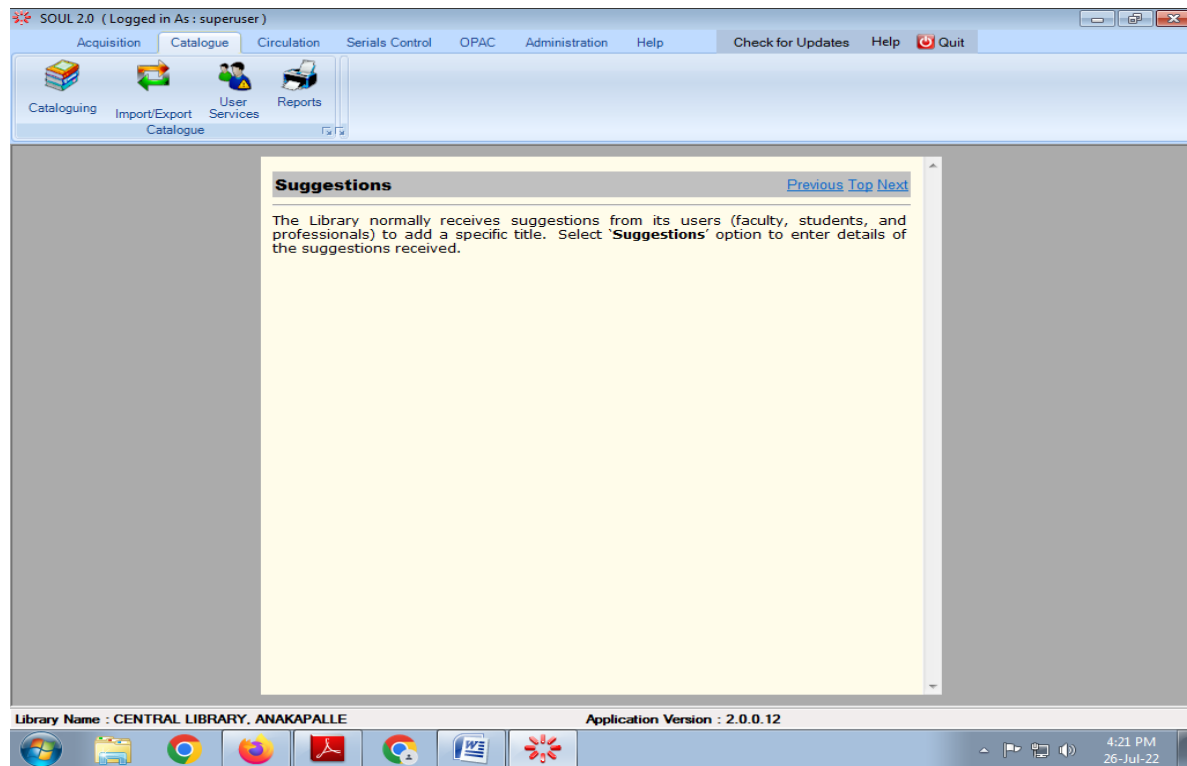 SOUL 2.0 ( Logged in As : superuser )
Acquisition Catalogue Circulation Serials Control OPAC Administration Help Check for Updates Help Quit
Cataloguing Import/Export User Services Reports
Catalogue
Suggestions Previous Top Next
The Library normally receives suggestions from its users (faculty, students, and
professionals) to add a specific title. Select `Suggestions´ option to enter details of
the suggestions received.
Library Name : CENTRAL LIBRARY, ANAKAPALLE Application Version : 2.0.0.12
4:21 PM
26-Jul-22